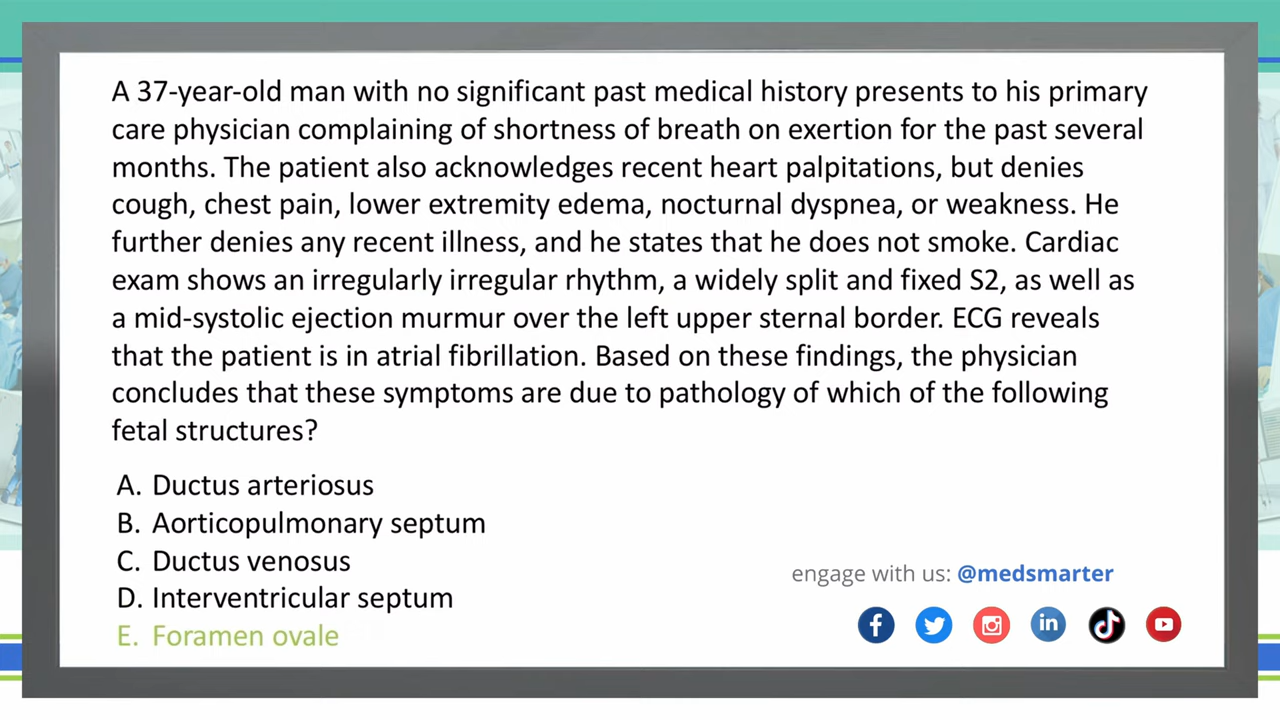 A 37-year-old man with no significant past medical history presents to his primary
care physician complaining of shortness of breath on exertion for the past several
months. The patient also acknowledges recent heart palpitations, but denies
cough, chest pain, lower extremity edema, nocturnal dyspnea, or weakness. He
further denies any recent illness, and he states that he does not smoke. Cardiac
exam shows an irregularly irregular rhythm, a widely split and fixed S2, as well as
a mid-systolic ejection murmur over the left upper sternal border. ECG reveals
that the patient is in atrial fibrillation. Based on these findings, the physician
concludes that these symptoms are due to pathology of which of the following
fetal structures?
A. Ductus arteriosus
B. Aorticopulmonary septum
C. Ductus venosus
D. Interventricular septum
E. Foramen ovale
engage with us: @medsmarter